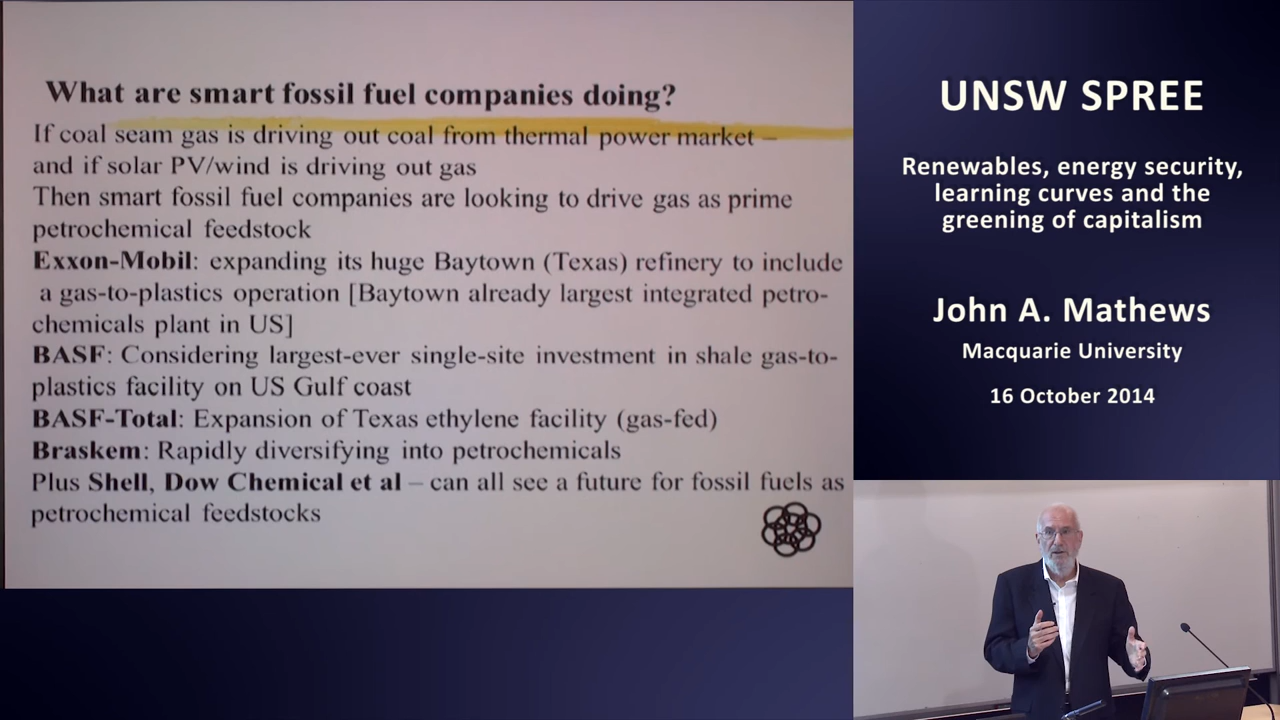 What are smart fossil fuel companies doing?
If coal seam gas is driving out coal from thermal power market –
and if solar PV/wind is driving out gas
Then smart fossil fuel companies are looking to drive gas as prime
petrochemical feedstock
Exxon-Mobil: expanding its huge Baytown (Texas) refinery to include
a gas-to-plastics operation [Baytown already largest integrated petro-
chemicals plant in US]
BASF: Considering largest-ever single-site investment in shale gas-to-
plastics facility on US Gulf coast
BASF-Total: Expansion of Texas ethylene facility (gas-fed)
Braskem: Rapidly diversifying into petrochemicals
Plus Shell, Dow Chemical et al – can all see a future for fossil fuels as
petrochemical feedstocks
UNSW SPREE
Renewables, energy security,
learning curves and the
greening of capitalism
John A. Mathews
Macquarie University
16 October 2014